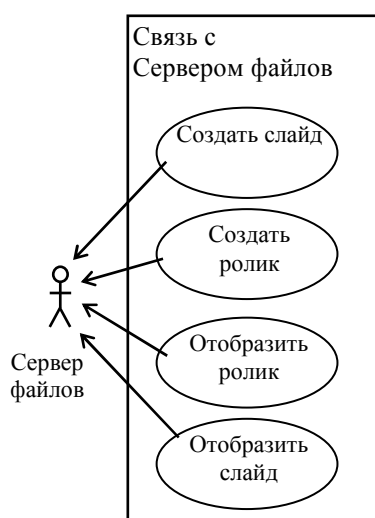 Связь с
Сервером файлов
Создать слайд
Создать
ролик
Отобразить
ролик
Сервер
файлов
Отобразить
слайд